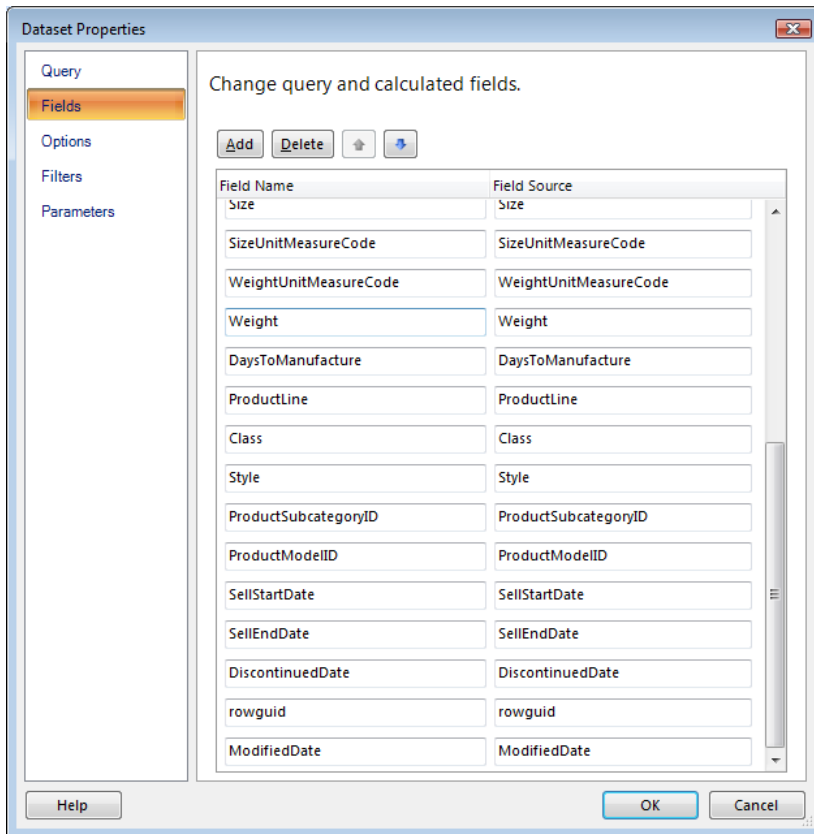 Dataset Properties
Query
Fields
Options
Filters
Parameters
Change query and calculated fields.
Add Delete
Field Name Field Source
Size Size
SizeUnitMeasureCode SizeUnitMeasureCode
WeightUnitMeasureCode WeightUnitMeasureCode
Weight Weight
DaysToManufacture DaysToManufacture
ProductLine ProductLine
Class Class
Style Style
ProductSubcategoryID ProductSubcategoryID
ProductModelID ProductModelID
SellStartDate SellStartDate
SellEndDate SellEndDate
DiscontinuedDate DiscontinuedDate
rowguid rowguid
ModifiedDate ModifiedDate
Help OK Cancel